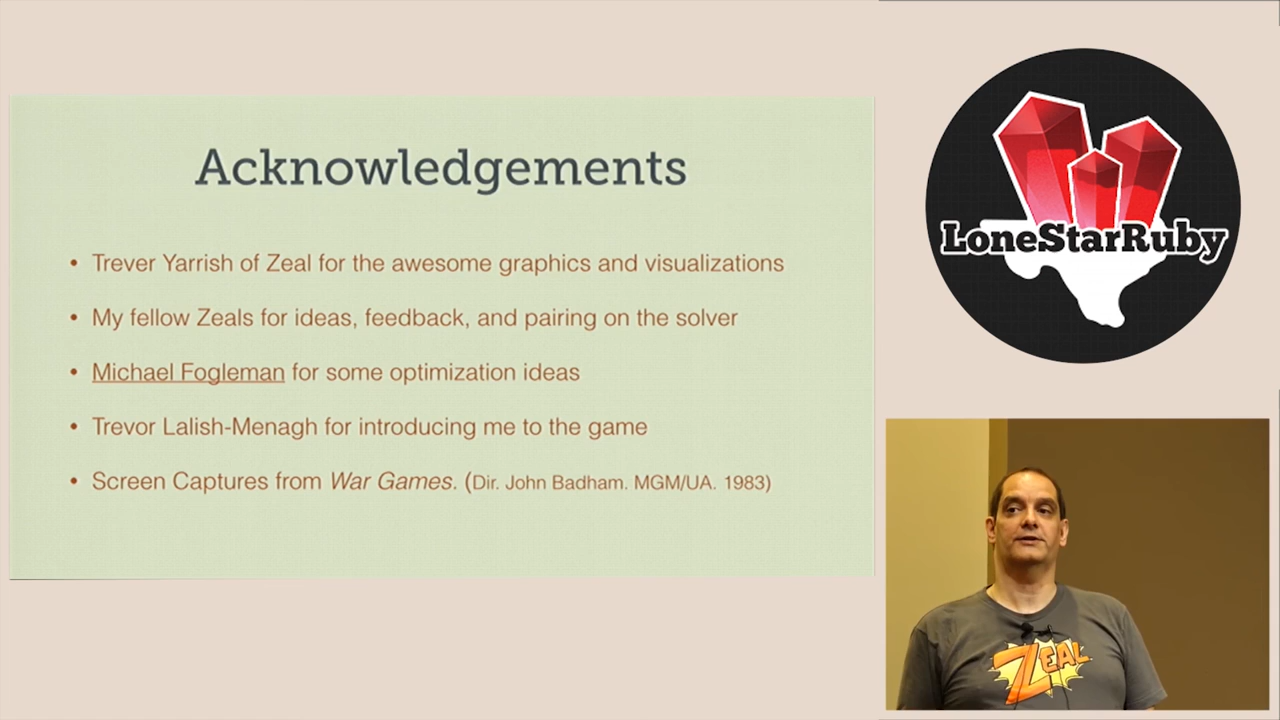 Acknowledgements
• Trever Yarrish of Zeal for the awesome graphics and visualizations
• My fellow Zeals for ideas, feedback, and pairing on the solver
• Michael Fogleman for some optimization ideas
• Trevor Lalish-Menagh for introducing me to the game
• Screen Captures from War Games. (Dir. John Badham. MGM/UA. 1983)
LoneStarRuby
ZEAL